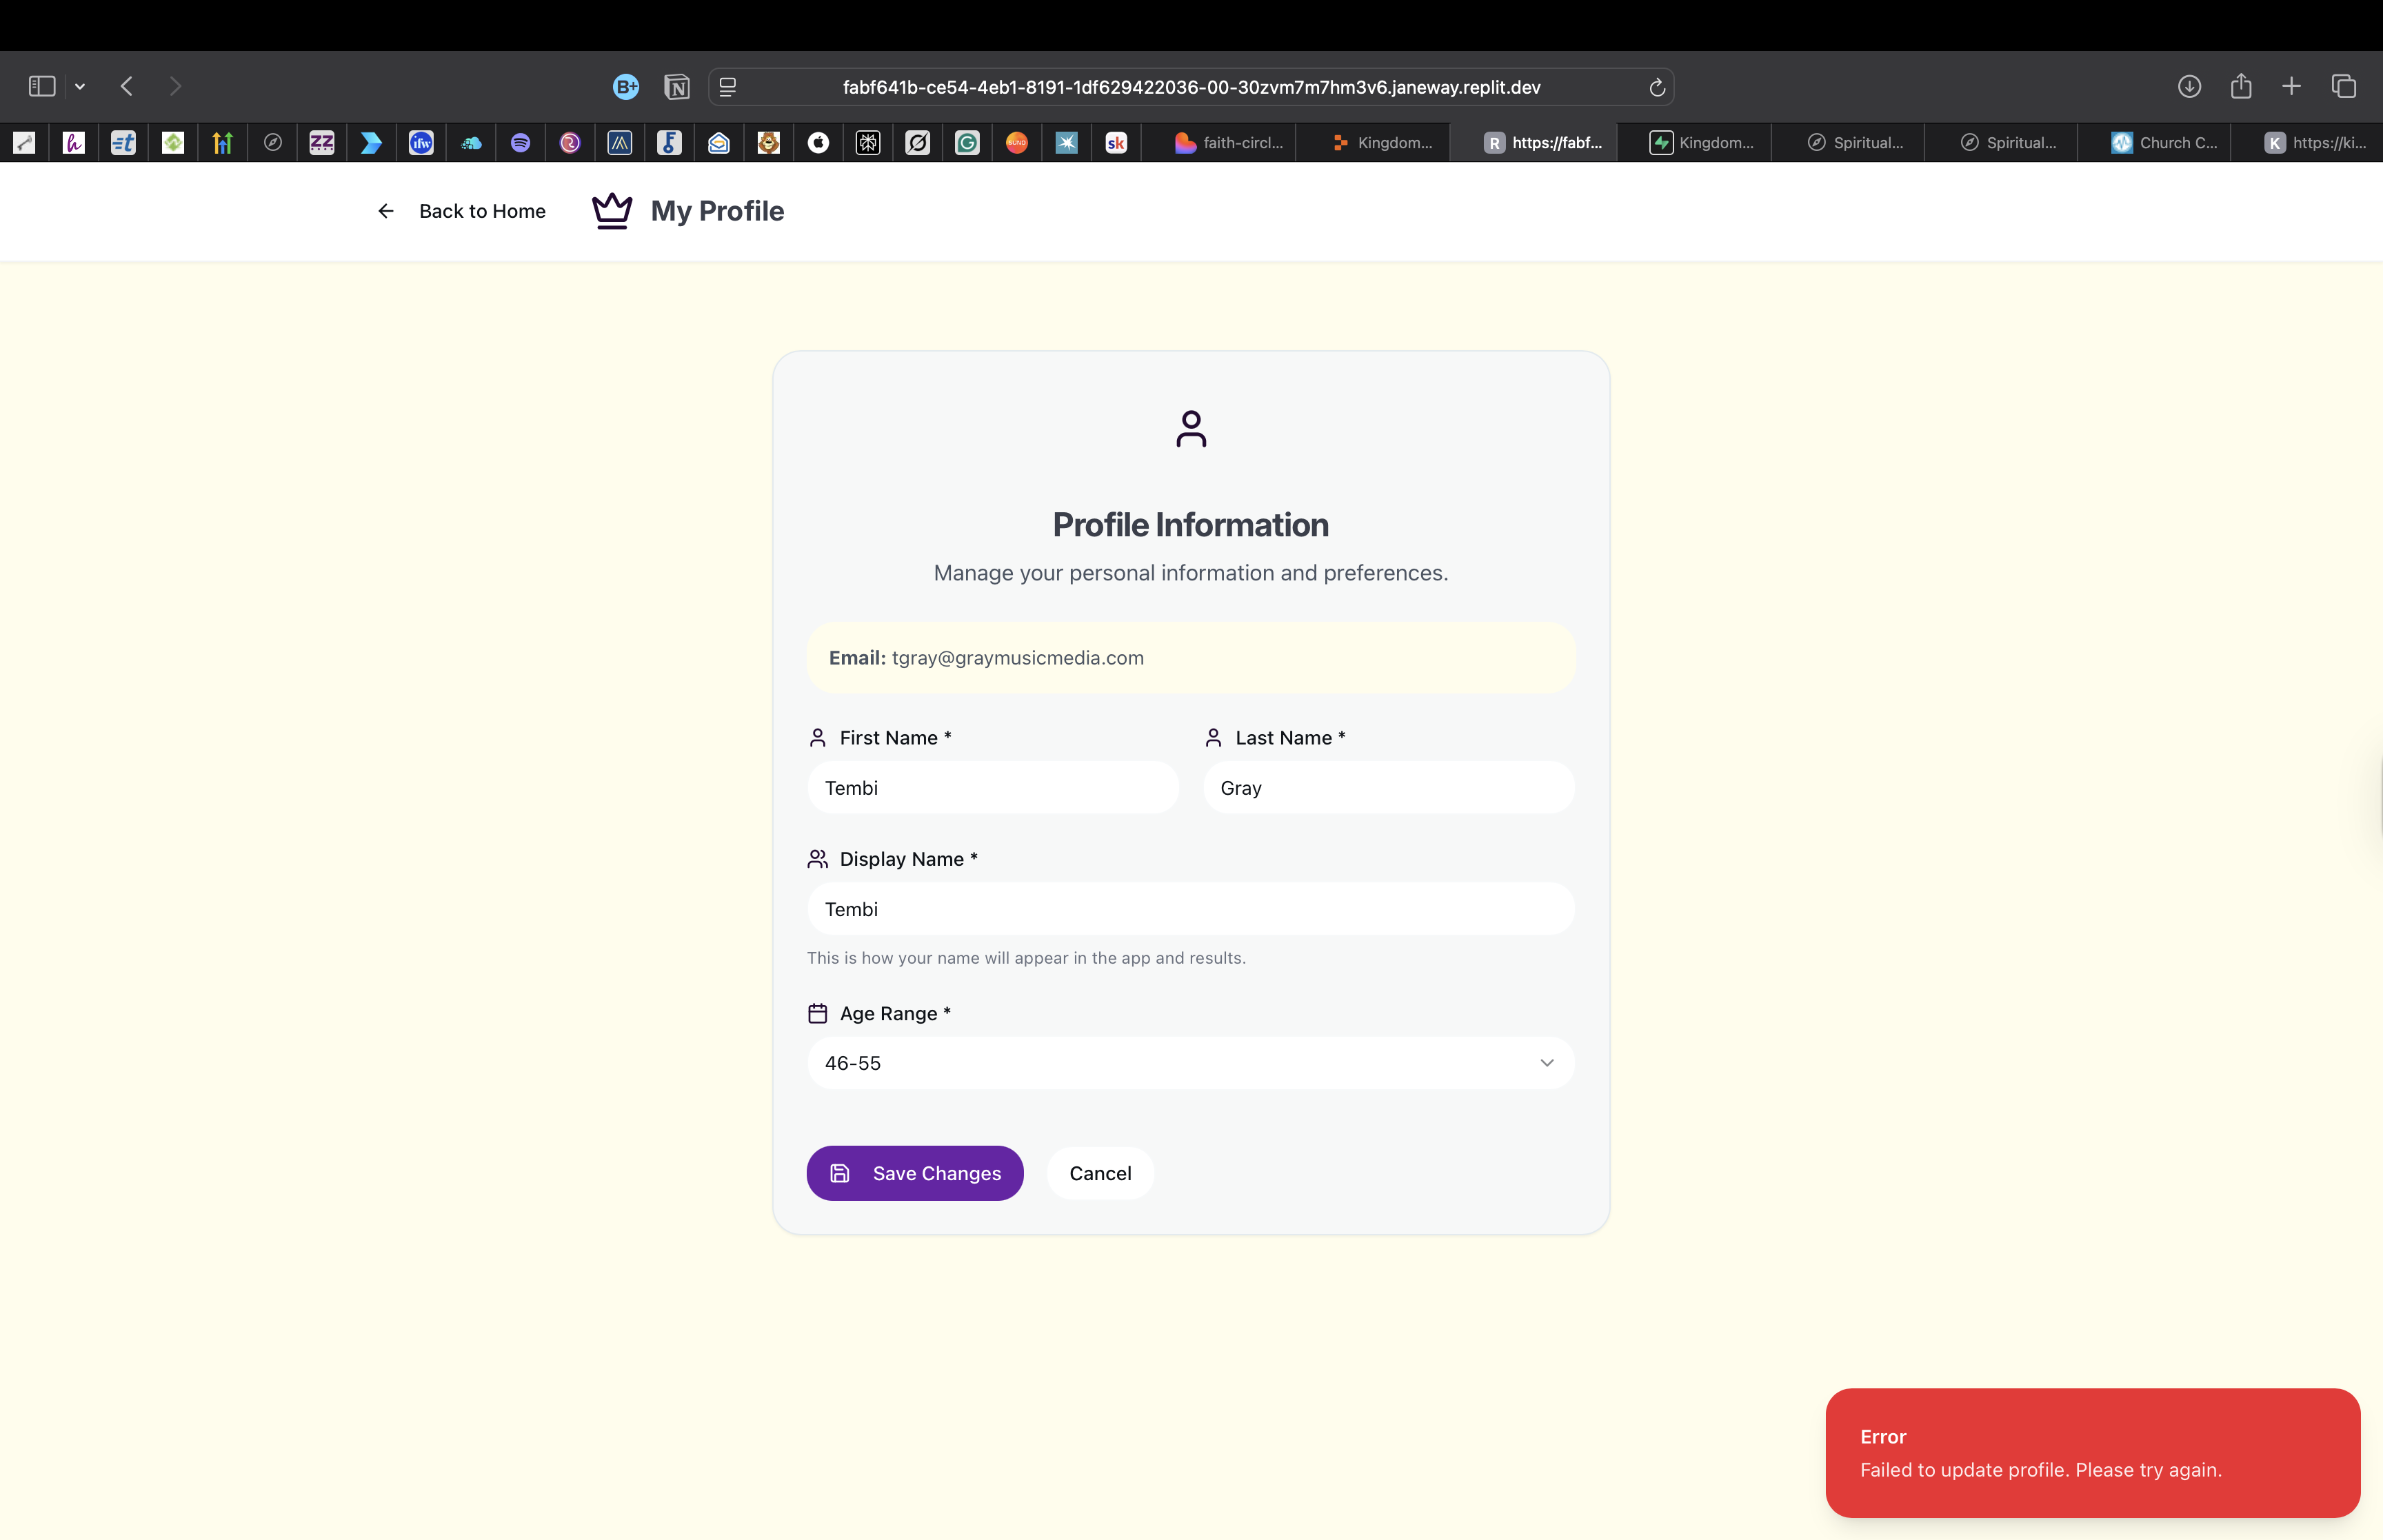 B+
N
fabf641b-ce54-4eb1-8191-1df629422036-00-30zvm7m7hm3v6.janeway.replit.dev
h
=t
ZZ
ifw
G
sk
faith-circl...
Kingdom...
R https://fabf...
Kingdom...
Spiritual...
Spiritual...
Church C...
K https://ki...
Back to Home
My Profile
Profile Information
Manage your personal information and preferences.
Email: tgray@graymusicmedia.com
First Name *
Last Name *
Tembi
Gray
Display Name *
Tembi
This is how your name will appear in the app and results.
Age Range *
46-55
Save Changes
Cancel
Error
Failed to update profile. Please try again.